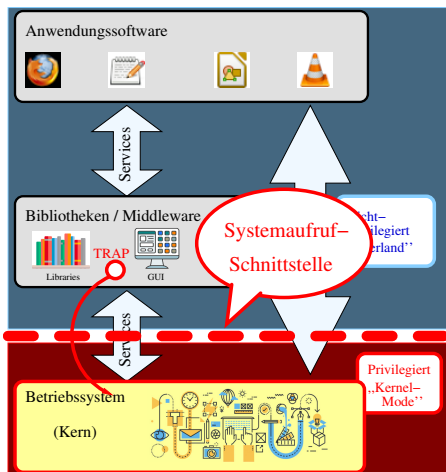 Anwendungssoftware
Services
Bibliotheken / Middleware
Systemaufruf–
Schnittstelle
TRAP
Libraries
GUI
Services
Privilegiert
„Kernel–
Mode’’
Betriebssystem
(Kern)